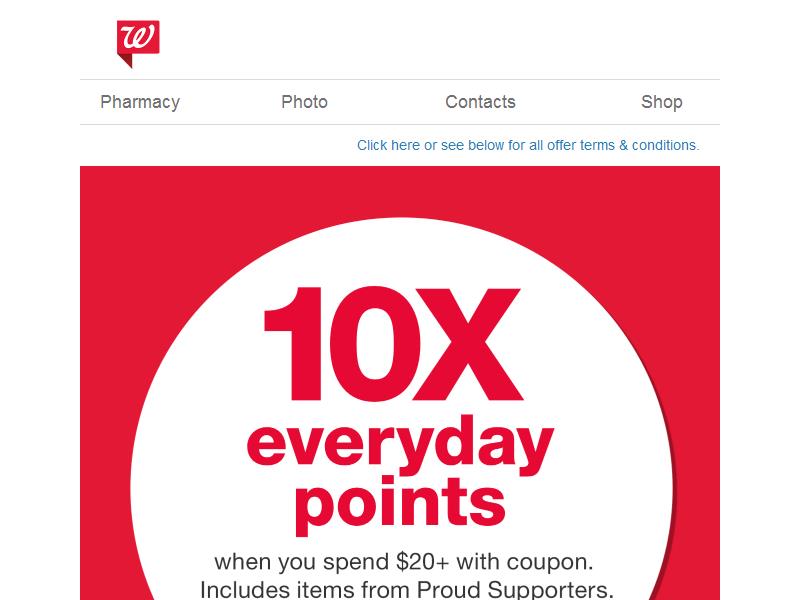 W
Pharmacy Photo Contacts Shop
Click here or see below for all offer terms & conditions.
10X
everyday
points
when you spend $20+ with coupon.
Includes items from Proud Supporters.